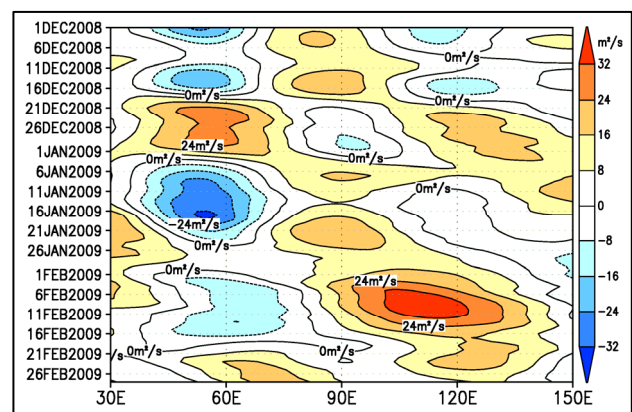 1DEC2008
6DEC2008
11DEC2008
16DEC2008
21DEC2008
26DEC2008
1JAN2009
6JAN2009
11JAN2009
16JAN2009
21JAN2009
26JAN2009
1FEB2009
6FEB2009
11FEB2009
16FEB2009
21FEB2009
26FEB2009
30E
60E
90E
120E
150E
0m²/s
0m²/s
0m²/s
24m²/s
0m²/s
0m²/s
0m²/s
-24m²/s
0m²/s
0m²/s
24m²/s
24m²/s
0m²/s
0m²/s
/s
m²/s
32
24
16
8
0
-8
-16
-24
-32